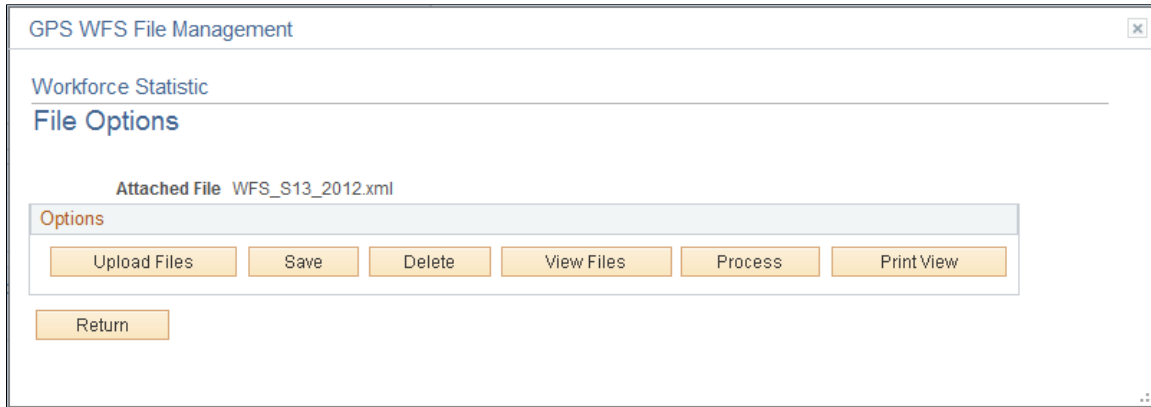 GPS WFS File Management
Workforce Statistic
File Options
Attached File WFS_S13_2012.xml
Options
Upload Files Save Delete View Files Process Print View
Return